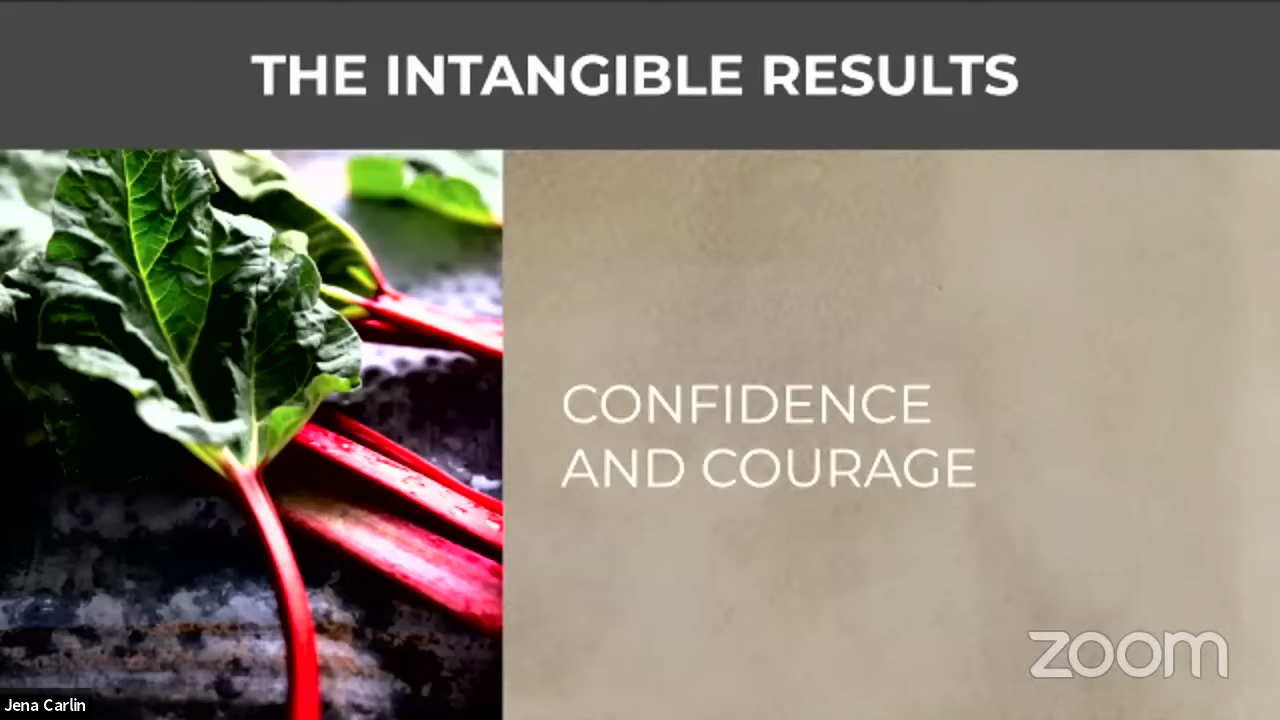 THE INTANGIBLE RESULTS
CONFIDENCE
AND COURAGE
zoom
Jena Carlin